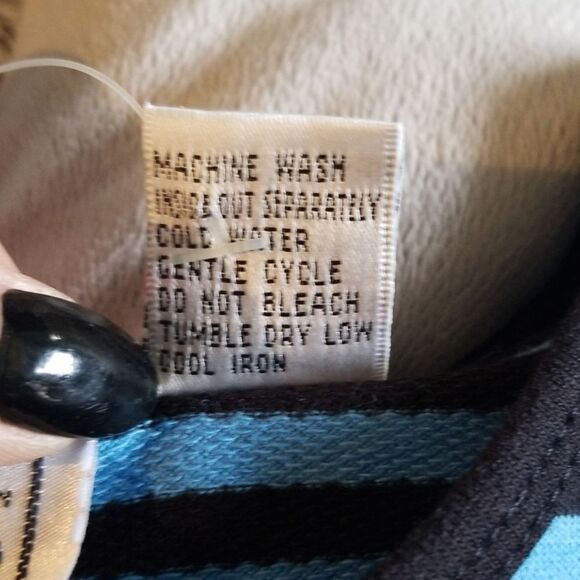 MACHINE WASH
INSIDE OUT SEPARATELY
COLD WATER
GENTLE CYCLE
DO NOT BLEACH
TUMBLE DRY LOW
COOL IRON
N